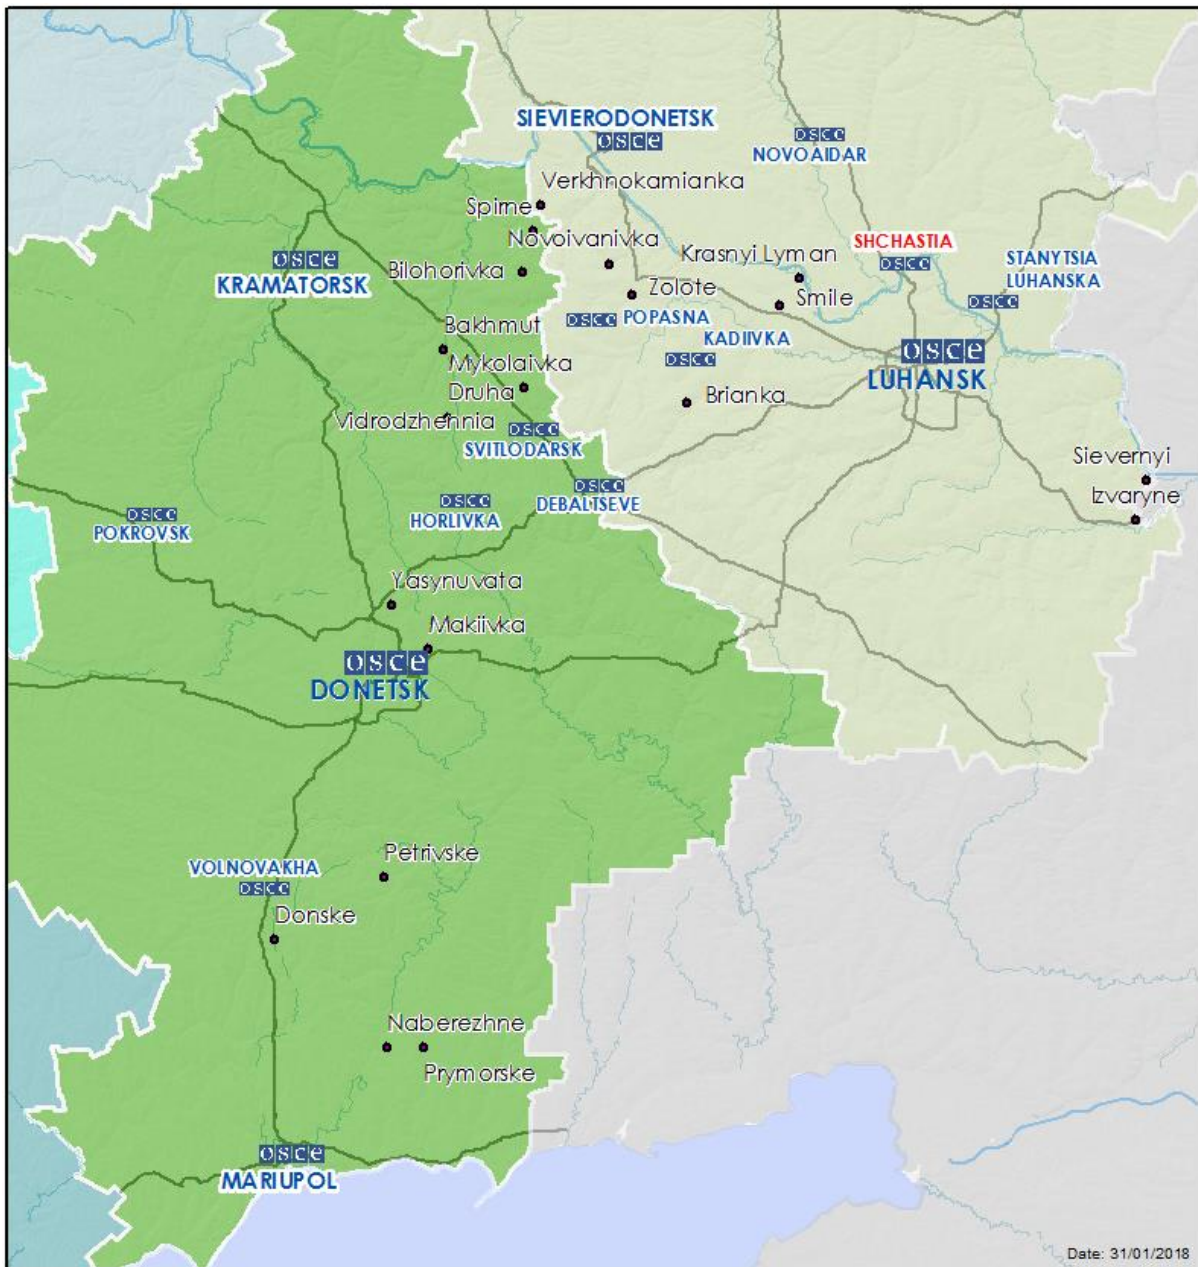 SIEVIERODONETSK
osce
osce
NOVOAIDAR
Verkhnokamianka
Spirne
Novoivanivka
SHCHASTIA
osce
Krasnyi Lyman
STANYTSIA
LUHANSKA
osce
osce
KRAMATORSK
Bilohorivka
Zolote
Smile
osce
POPASNA
KADIIVKA
osce
Bakhmut
osce
LUHANSK
Mykolaivka
Druha
Brianka
Vidrodzhennia
osce
SVITLODARSK
Sievernyi
osce
DEBALTSEVE
Izvaryne
osce
HORLIVKA
osce
POKROVSK
Yasynuvata
Makiivka
osce
DONETSK
Petrivske
VOLNOVAKHA
osce
Donske
Naberezhne
Prymorske
osce
MARIUPOL
Date: 31/01/2018